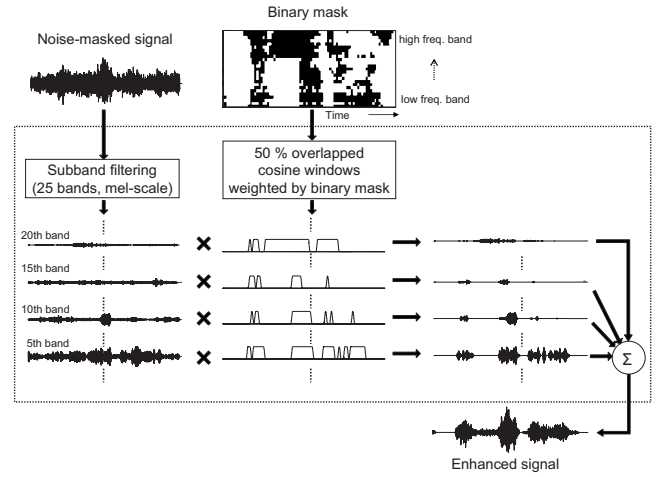 Binary mask
Noise-masked signal
high freq. band
low freq. band
Time
Subband filtering
(25 bands, mel-scale)
50 % overlapped
cosine windows
weighted by binary mask
20th band
15th band
10th band
5th band
Σ
Enhanced signal